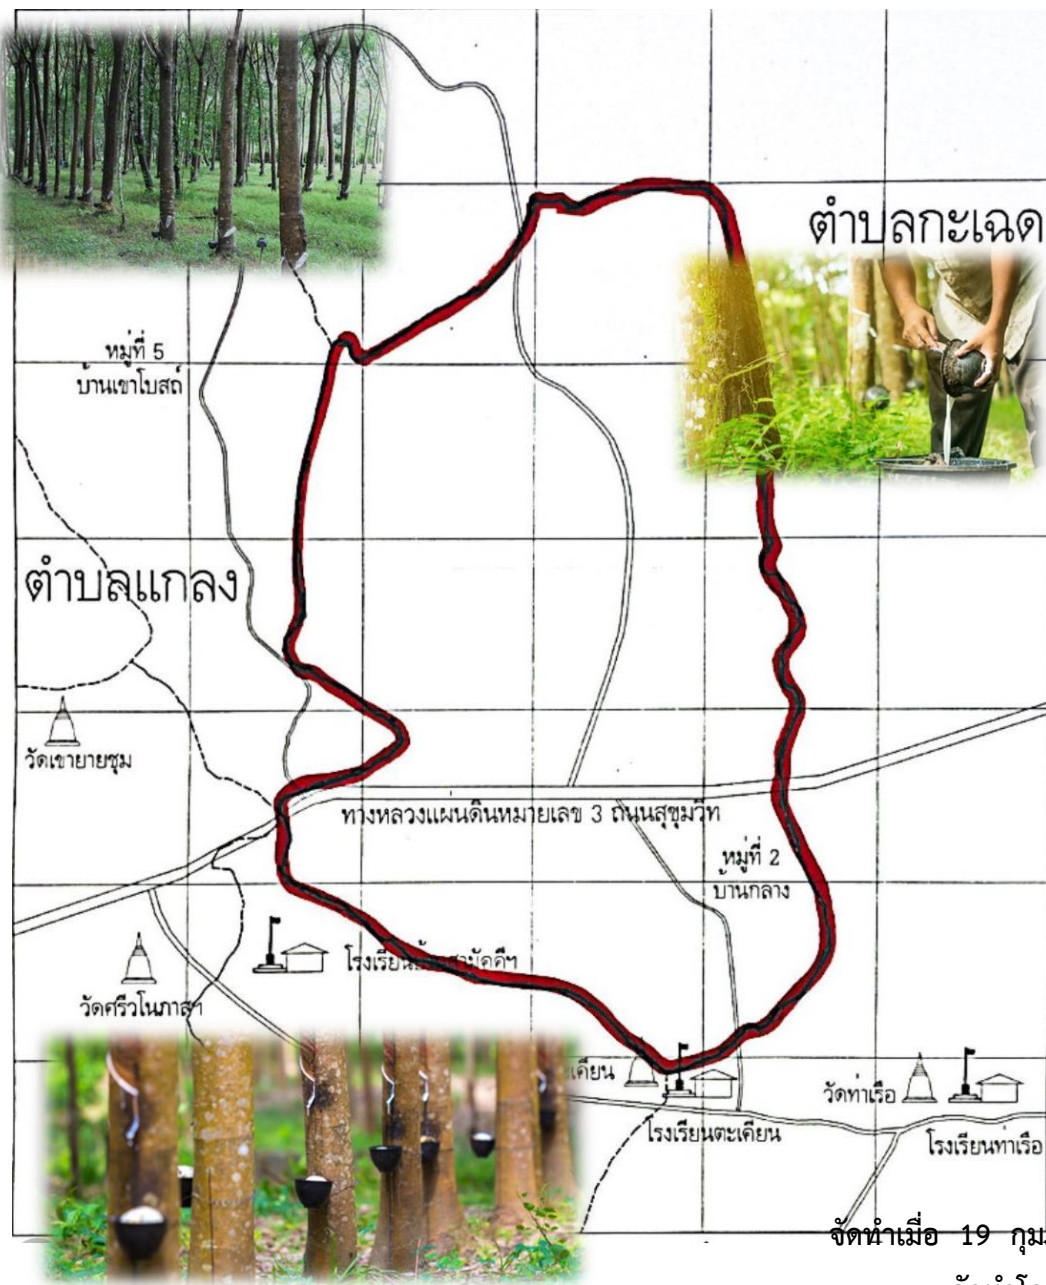 ตำบลกะเฉด
หมู่ที่ 5
บ้านเขาโบสถ์
ตำบลแกลง
วัดเขายายชุม
ทางหลวงแผ่นดินหมายเลข 3 ถนนสุขุมวิท
หมู่ที่ 2
บ้านกลาง
วัดศรีวโนภาสฯ
วัดท่าเรือ
โรงเรียนตะเคียน
โรงเรียนท่าเรือ
จัดทำเมื่อ 19